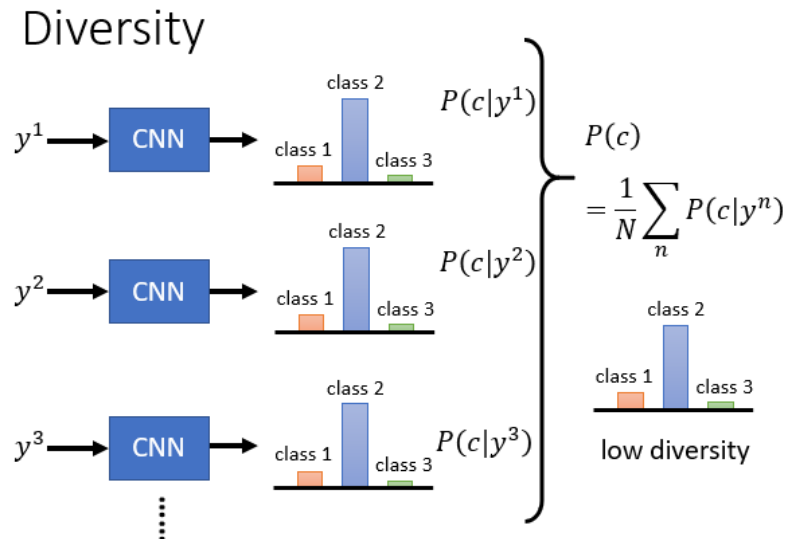 Diversity
y¹ CNN class 1 class 2 class 3 P(c|y¹)
y² CNN class 1 class 2 class 3 P(c|y²)
y³ CNN class 1 class 2 class 3 P(c|y³)
P(c)
= 1/N ∑ₙ P(c|yⁿ)
class 1 class 2 class 3
low diversity